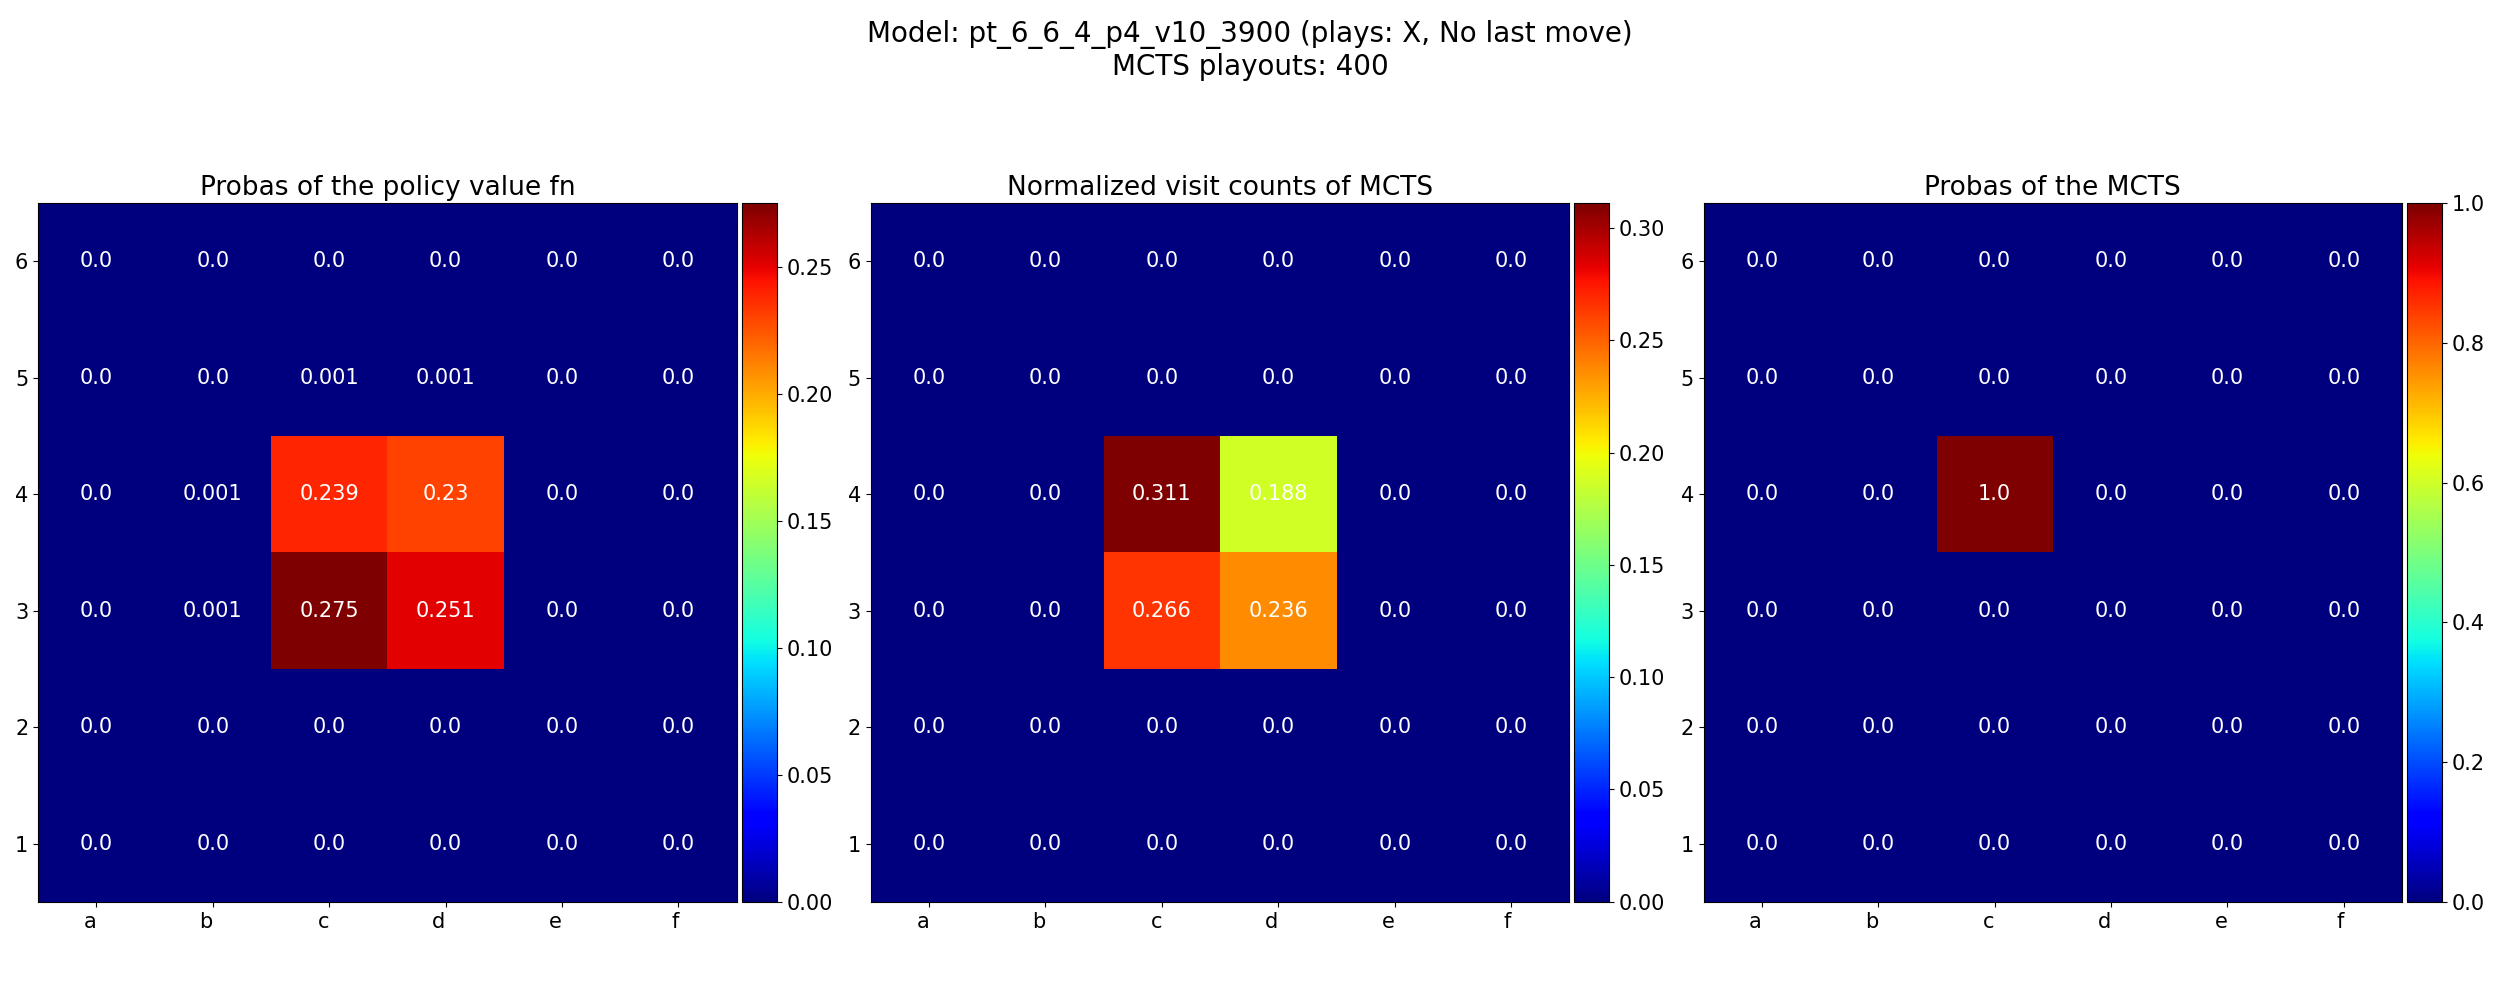 Model: pt_6_6_4_p4_v10_3900 (plays: X, No last move)
MCTS playouts: 400
Probas of the policy value fn
6 0.0 0.0 0.0 0.0 0.0 0.0
5 0.0 0.0 0.001 0.001 0.0 0.0
4 0.0 0.001 0.239 0.23 0.0 0.0
3 0.0 0.001 0.275 0.251 0.0 0.0
2 0.0 0.0 0.0 0.0 0.0 0.0
1 0.0 0.0 0.0 0.0 0.0 0.0
a b c d e f
0.25
0.20
0.15
0.10
0.05
0.00
Normalized visit counts of MCTS
6 0.0 0.0 0.0 0.0 0.0 0.0
5 0.0 0.0 0.0 0.0 0.0 0.0
4 0.0 0.0 0.311 0.188 0.0 0.0
3 0.0 0.0 0.266 0.236 0.0 0.0
2 0.0 0.0 0.0 0.0 0.0 0.0
1 0.0 0.0 0.0 0.0 0.0 0.0
a b c d e f
0.30
0.25
0.20
0.15
0.10
0.05
0.00
Probas of the MCTS
6 0.0 0.0 0.0 0.0 0.0 0.0
5 0.0 0.0 0.0 0.0 0.0 0.0
4 0.0 0.0 1.0 0.0 0.0 0.0
3 0.0 0.0 0.0 0.0 0.0 0.0
2 0.0 0.0 0.0 0.0 0.0 0.0
1 0.0 0.0 0.0 0.0 0.0 0.0
a b c d e f
1.0
0.8
0.6
0.4
0.2
0.0